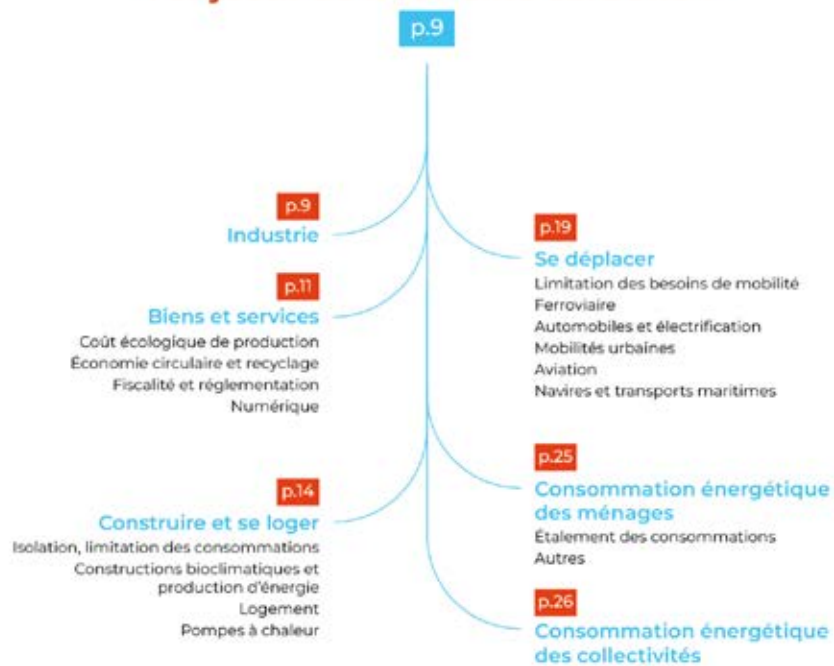 p.9
p.9
Industrie
p.11
Biens et services
Coût écologique de production
Économie circulaire et recyclage
Fiscalité et réglementation
Numérique
p.14
Construire et se loger
Isolation, limitation des consommations
Constructions bioclimatiques et
production d'énergie
Logement
Pompes à chaleur
p.19
Se déplacer
Limitation des besoins de mobilité
Ferroviaire
Automobiles et électrification
Mobilités urbaines
Aviation
Navires et transports maritimes
p.25
Consommation énergétique
des ménages
Étalement des consommations
Autres
p.26
Consommation énergétique
des collectivités